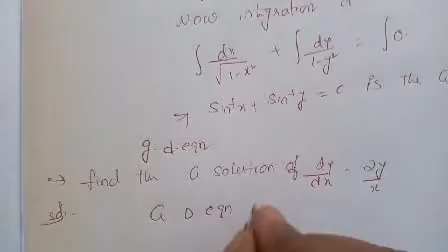 Now integration
∫ dx/√(1-x²) + ∫ dy/(1-y²) = ∫0
→ sin⁻¹x + sin⁻¹y = c is the G
g.d.eqn
→ find the G solution of dy/dx = 2y/x
Sol:- G D eqn